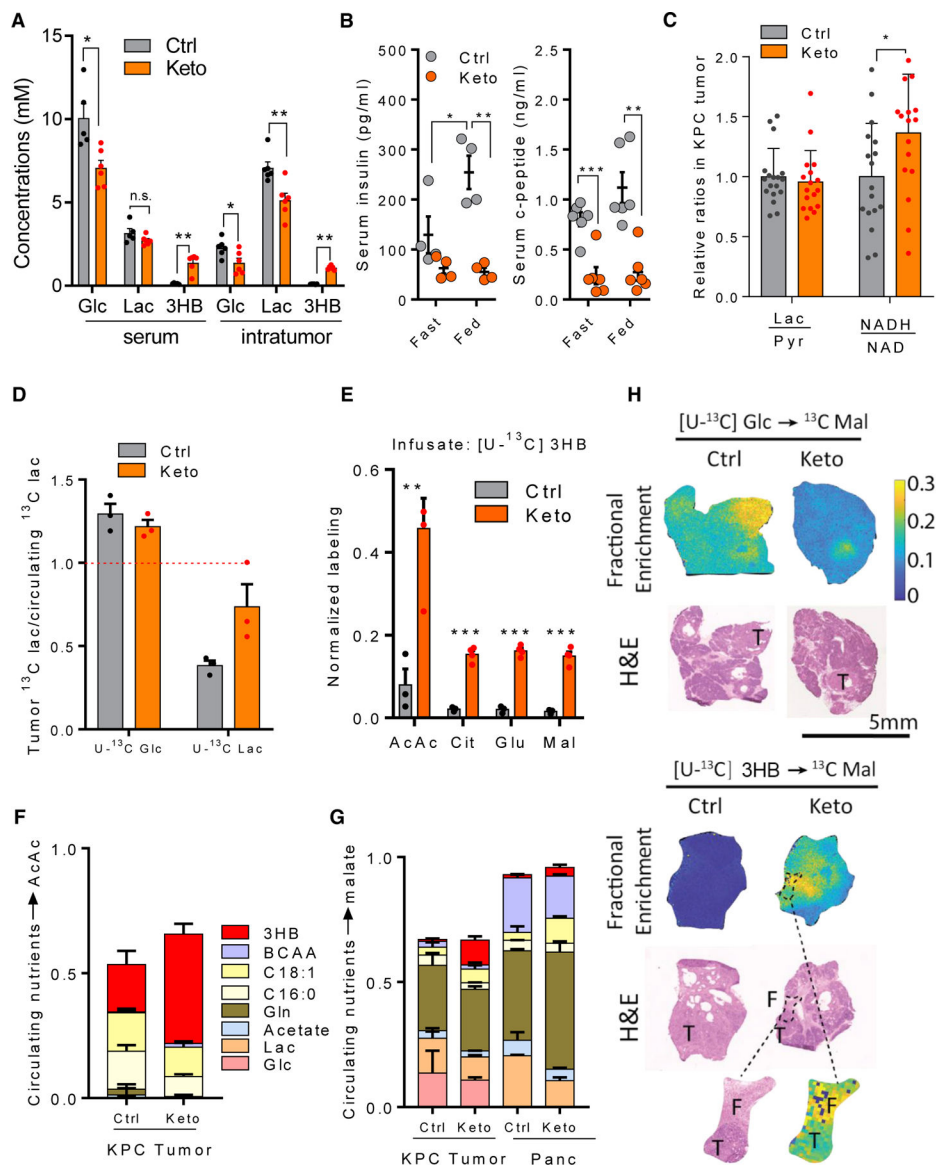 A
Ctrl
Keto
Concentrations (mM)
15
10
5
0
*
n.s.
**
*
**
**
Glc Lac 3HB Glc Lac 3HB
serum intratumor
B
Ctrl
Keto
Serum insulin (pg/ml)
500
400
300
200
100
0
*
**
Fast Fed
Serum c-peptide (ng/ml)
2.5
2.0
1.5
1.0
0.5
0.0
***
**
Fast Fed
C
Ctrl
Keto
Relative ratios in KPC tumor
2.0
1.5
1.0
0.5
0.0
*
Lac
Pyr
NADH
NAD
D
Ctrl
Keto
Tumor ¹³C lac/circulating ¹³C lac
1.5
1.0
0.5
0.0
U-¹³C Glc U-¹³C Lac
E
Infusate: [U-¹³C] 3HB
Ctrl
Keto
Normalized labeling
0.6
0.4
0.2
0.0
**
***
***
***
AcAc Cit Glu Mal
F
Circulating nutrients → AcAc
1.0
0.5
0.0
Ctrl Keto
KPC Tumor
3HB
BCAA
C18:1
C16:0
Gln
Acetate
Lac
Glc
G
Circulating nutrients → malate
1.0
0.5
0.0
Ctrl Keto Ctrl Keto
KPC Tumor Panc
H
[U-¹³C] Glc → ¹³C Mal
Ctrl Keto
Fractional
Enrichment
0.3
0.2
0.1
0
H&E
T
T
5mm
[U-¹³C] 3HB → ¹³C Mal
Ctrl Keto
Fractional
Enrichment
H&E
T
F
T
F
T
F
T